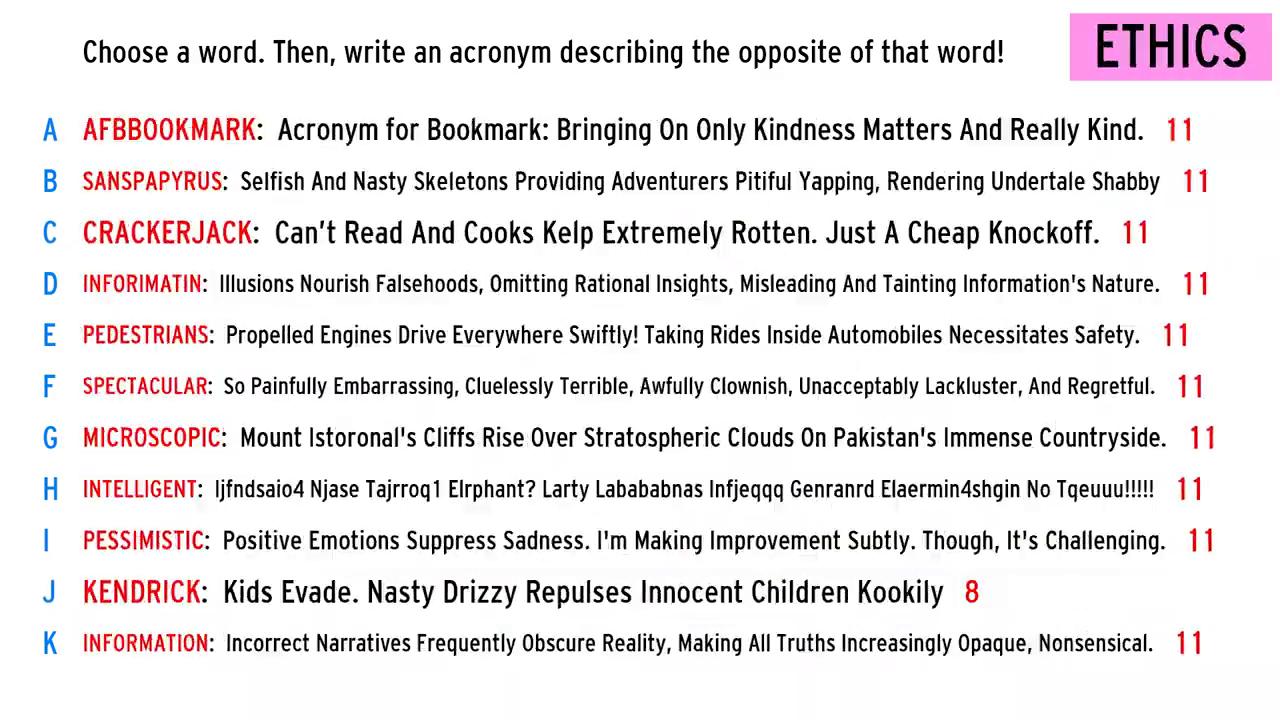 Choose a word. Then, write an acronym describing the opposite of that word!
ETHICS
A AFBBOOKMARK: Acronym for Bookmark: Bringing On Only Kindness Matters And Really Kind. 11
B SANSPAPYRUS: Selfish And Nasty Skeletons Providing Adventurers Pitiful Yapping, Rendering Undertale Shabby 11
C CRACKERJACK: Can't Read And Cooks Kelp Extremely Rotten. Just A Cheap Knockoff. 11
D INFORIMATIN: Illusions Nourish Falsehoods, Omitting Rational Insights, Misleading And Tainting Information's Nature. 11
E PEDESTRIANS: Propelled Engines Drive Everywhere Swiftly! Taking Rides Inside Automobiles Necessitates Safety. 11
F SPECTACULAR: So Painfully Embarrassing, Cluelessly Terrible, Awfully Clownish, Unacceptably Lackluster, And Regretful. 11
G MICROSCOPIC: Mount Istoronal's Cliffs Rise Over Stratospheric Clouds On Pakistan's Immense Countryside. 11
H INTELLIGENT: Ijfndsaio4 Njase Tajrroq1 Elrphant? Larty Labababnas Infjeqqq Genranrd Elaermin4shgin No Tqeuuu!!!!! 11
I PESSIMISTIC: Positive Emotions Suppress Sadness. I'm Making Improvement Subtly. Though, It's Challenging. 11
J KENDRICK: Kids Evade. Nasty Drizzy Repulses Innocent Children Kookily 8
K INFORMATION: Incorrect Narratives Frequently Obscure Reality, Making All Truths Increasingly Opaque, Nonsensical. 11